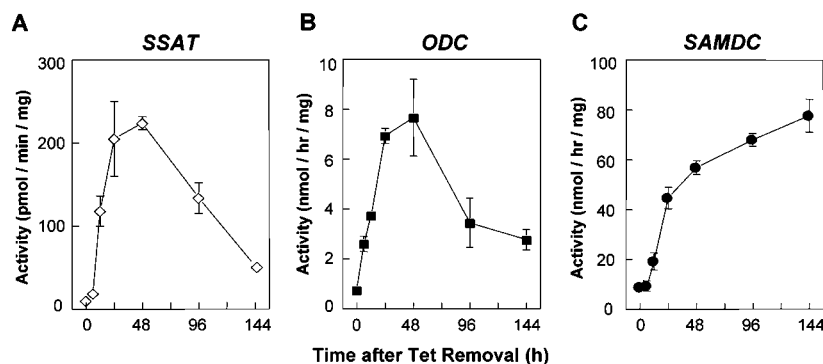 A SSAT
300
200
100
0
Activity (pmol / min / mg)
0 48 96 144
B ODC
10
8
6
4
2
0
Activity (nmol / hr / mg)
0 48 96 144
C SAMDC
100
80
60
40
20
0
Activity (nmol / hr / mg)
0 48 96 144
Time after Tet Removal (h)